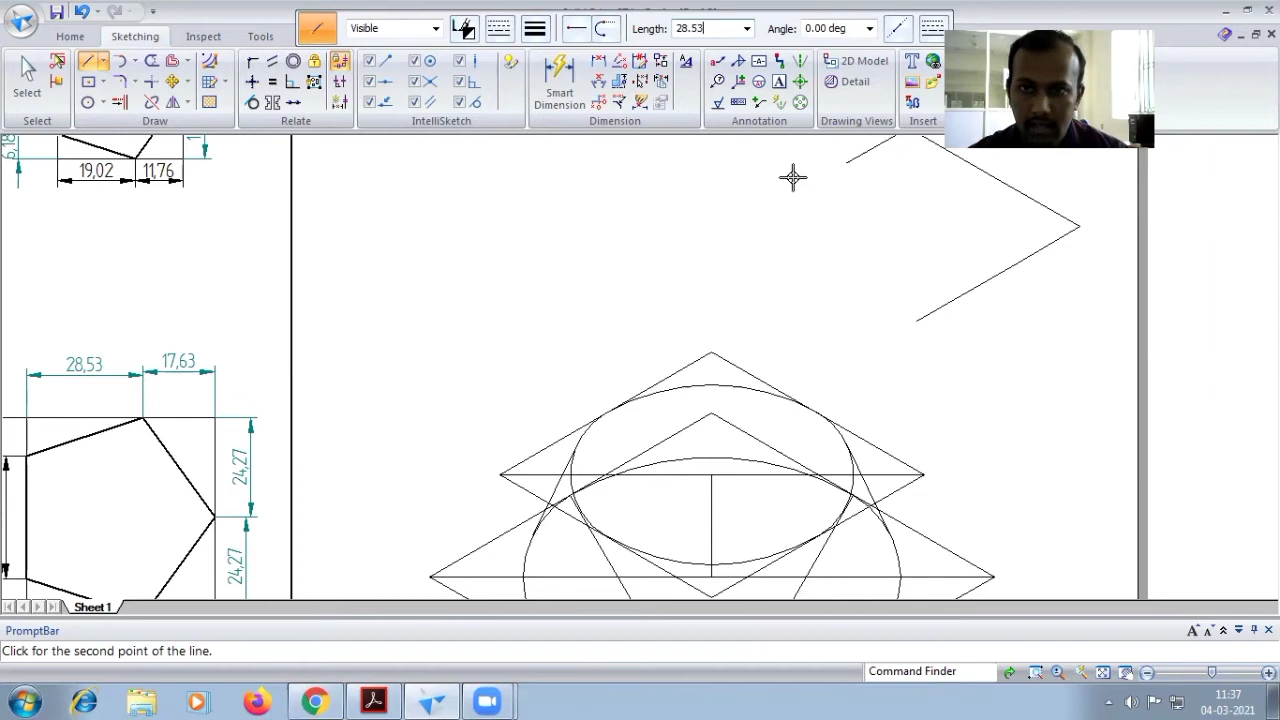 Visible
Length:
28.53
Angle:
0.00 deg
Home
Sketching
Inspect
Tools
Select
Smart
Dimension
A
2D Model
Detail
T
Select
Draw
Relate
IntelliSketch
Dimension
Annotation
Drawing Views
Insert
19,02
11,76
28,53
17,63
24,27
24,27
Sheet1
PromptBar
Click for the second point of the line.
Command Finder
11:37
04-03-2021